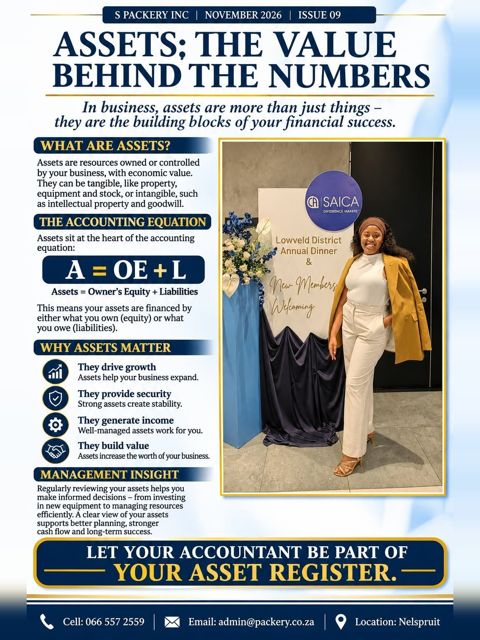 S PACKERY INC | NOVEMBER 2026 | ISSUE 09
ASSETS; THE VALUE
BEHIND THE NUMBERS
In business, assets are more than just things –
they are the building blocks of your financial success.
WHAT ARE ASSETS?
Assets are resources owned or controlled
by your business, with economic value.
They can be tangible, like property,
equipment and stock, or intangible, such
as intellectual property and goodwill.
THE ACCOUNTING EQUATION
Assets sit at the heart of the accounting
equation:
A = OE + L
Assets = Owner's Equity + Liabilities
This means your assets are financed by
either what you own (equity) or what
you owe (liabilities).
WHY ASSETS MATTER
They drive growth
Assets help your business expand.
They provide security
Strong assets create stability.
They generate income
Well-managed assets work for you.
They build value
Assets increase the worth of your business.
MANAGEMENT INSIGHT
Regularly reviewing your assets helps you
make informed decisions – from investing
in new equipment to managing resources
efficiently. A clear view of your assets
supports better planning, stronger
cash flow and long-term success.
CA SAICA
DIFFERENCE MAKERS
Lowveld District
Annual Dinner
&
New Members
Welcoming
LET YOUR ACCOUNTANT BE PART OF
YOUR ASSET REGISTER.
Cell: 066 557 2559 | Email: admin@packery.co.za | Location: Nelspruit